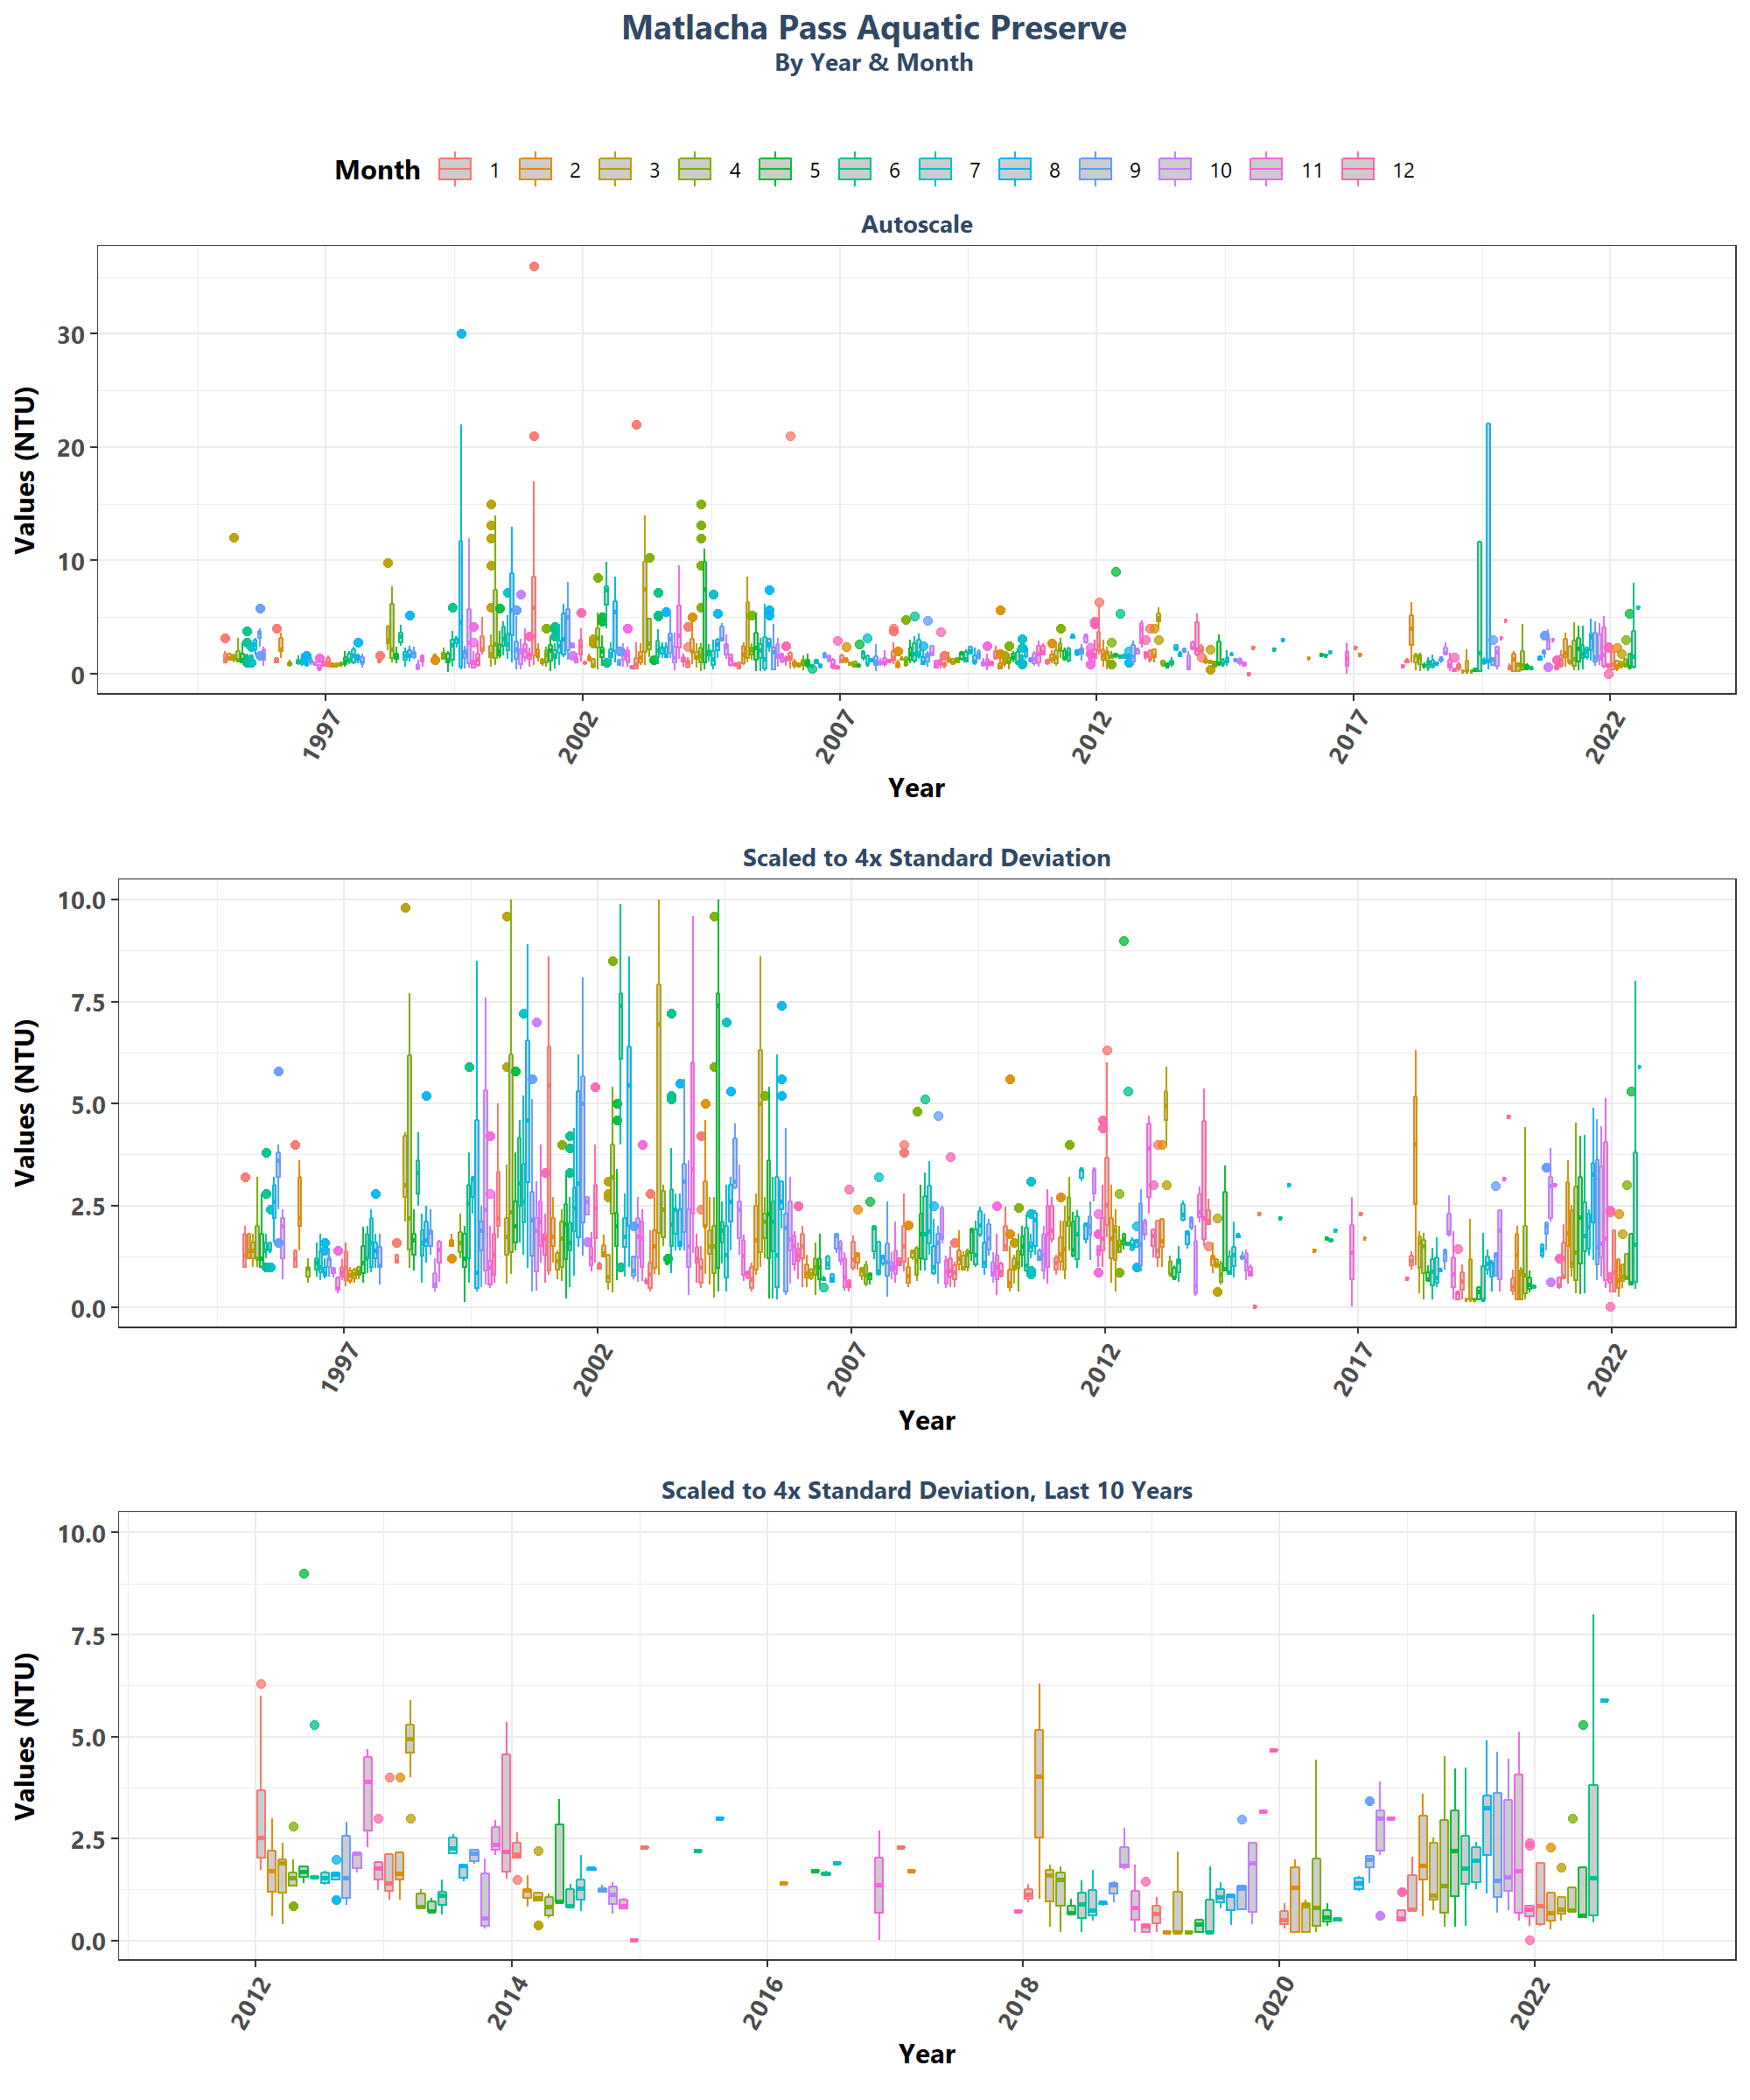 Matlacha Pass Aquatic Preserve
By Year & Month
Month 1 2 3 4 5 6 7 8 9 10 11 12
Autoscale
Values (NTU)
30
20
10
0
1997 2002 2007 2012 2017 2022
Year
Scaled to 4x Standard Deviation
Values (NTU)
10.0
7.5
5.0
2.5
0.0
1997 2002 2007 2012 2017 2022
Year
Scaled to 4x Standard Deviation, Last 10 Years
Values (NTU)
10.0
7.5
5.0
2.5
0.0
2012 2014 2016 2018 2020 2022
Year